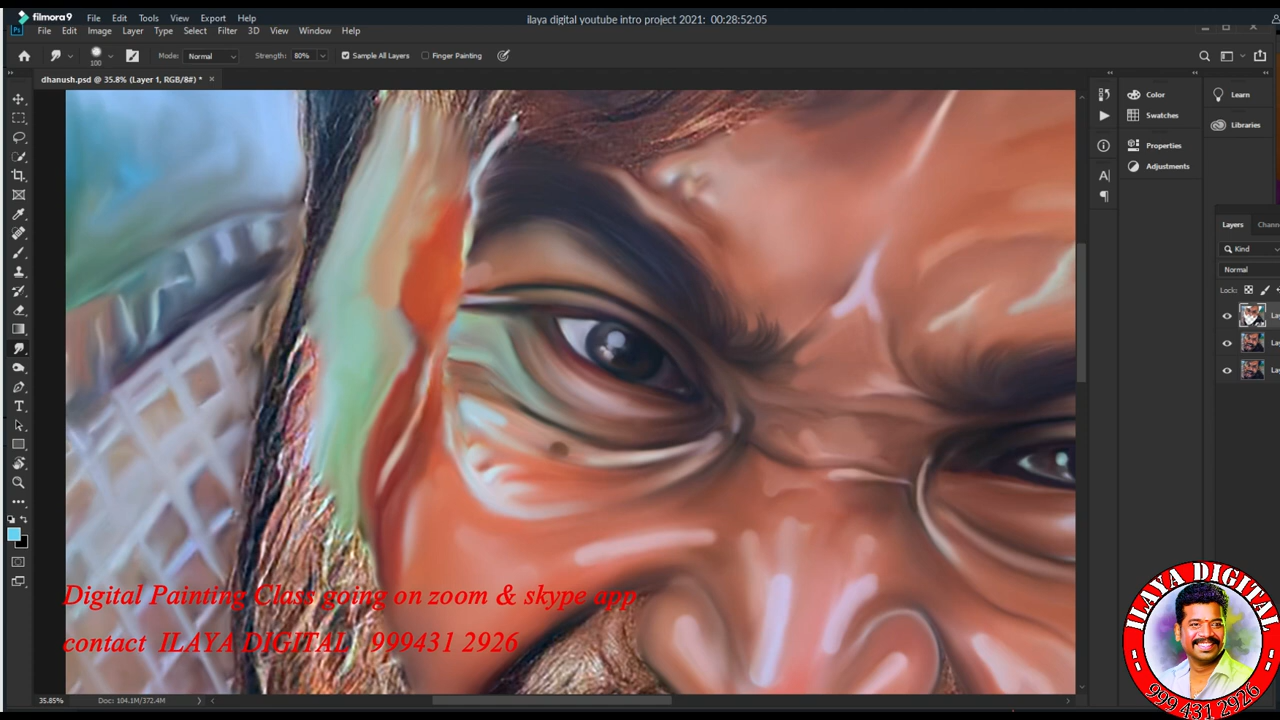 filmora9 File Edit Tools View Export Help ilaya digital youtube intro project 2021: 00:28:52:05
Ps File Edit Image Layer Type Select Filter 3D View Window Help
100 Mode: Normal Strength: 80% Sample All Layers Finger Painting
dhanush.psd @ 35.8% (Layer 1, RGB/8#) * ×
Color
Learn
Swatches
Libraries
Properties
Adjustments
Layers
Kind
Normal
Lock:
Digital Painting Class going on zoom & skype app
contact ILAYA DIGITAL 999431 2926
ILAYA DIGITAL
999 431 2926
35.85% Doc: 104.1M/372.4M